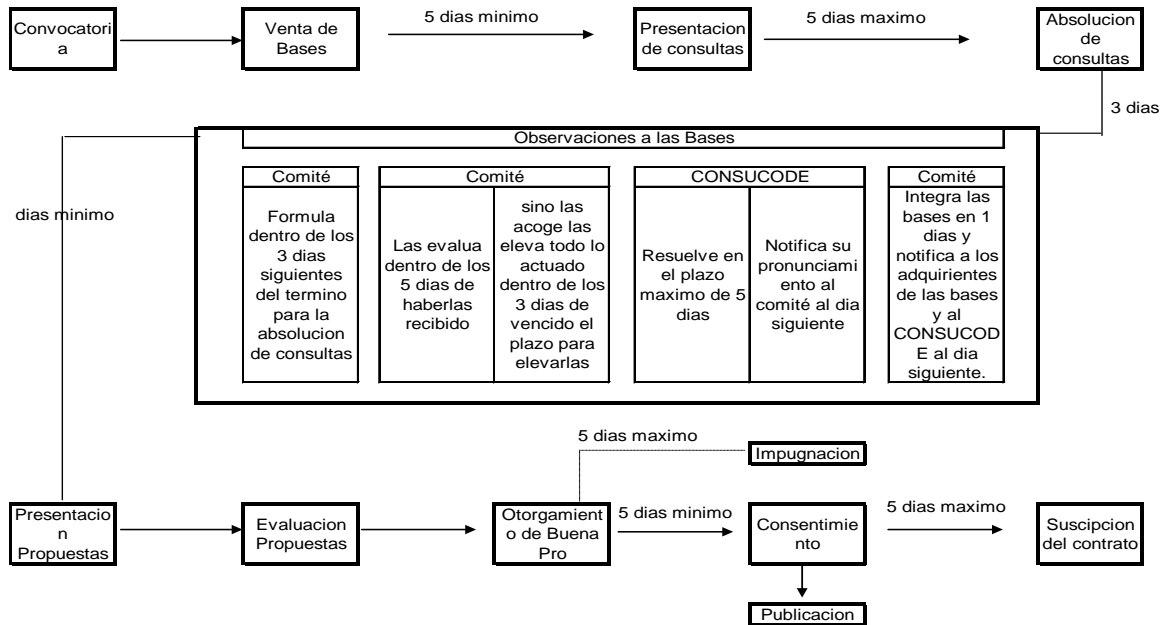 Convocatori
a
Venta de
Bases
5 dias minimo
Presentacion
de consultas
5 dias maximo
Absolucion
de
consultas
3 dias
Observaciones a las Bases
dias minimo
Comité
Formula
dentro de los
3 dias
siguientes
del termino
para la
absolucion
de consultas
Comité
Las evalua
dentro de los
5 dias de
haberlas
recibido
sino las
acoge las
eleva todo lo
actuado
dentro de los
3 dias de
vencido el
plazo para
elevarlas
CONSUCODE
Resuelve en
el plazo
maximo de 5
dias
Notifica su
pronunciami
ento al
comité al dia
siguiente
Comité
Integra las
bases en 1
dias y
notifica a los
adquirientes
de las bases
y al
CONSUCOD
E al dia
siguiente.
5 dias maximo
Impugnacion
Presentacio
n
Propuestas
Evaluacion
Propuestas
Otorgamient
o de Buena
Pro
5 dias minimo
Consentimie
nto
5 dias maximo
Suscipcion
del contrato
Publicacion